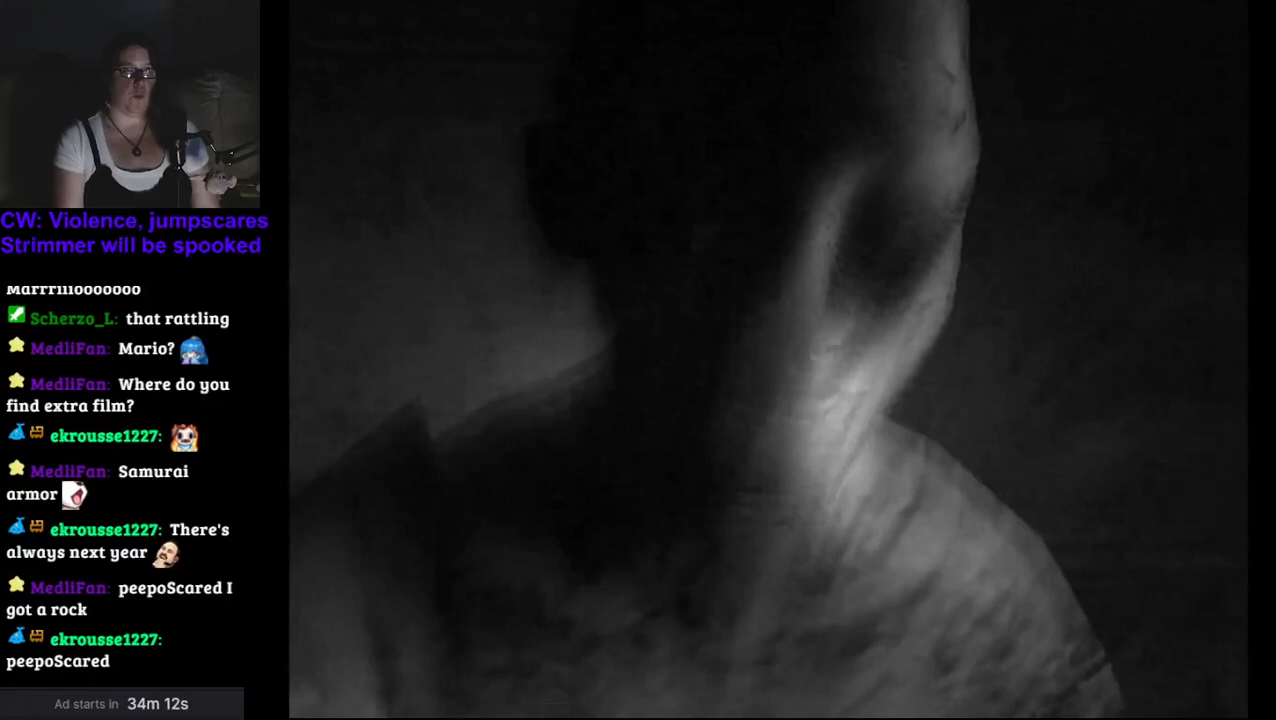 CW: Violence, jumpscares
Strimmer will be spooked
Marrriiioooooo
Scherzo_L: that rattling
MedliFan: Mario?
MedliFan: Where do you
find extra film?
ekrousse1227:
MedliFan: Samurai
armor
ekrousse1227: There's
always next year
MedliFan: peepoScared I
got a rock
ekrousse1227:
peepoScared
Ad starts in 34m 12s